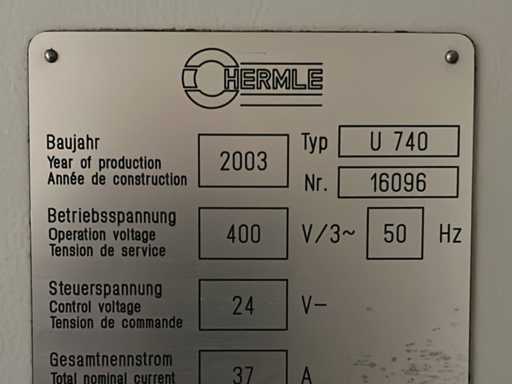 HERMLE
Baujahr
Year of production
Année de construction
2003
Typ U 740
Nr. 16096
Betriebsspannung
Operation voltage
Tension de service
400 V/3~ 50 Hz
Steuerspannung
Control voltage
Tension de commande
24 V–
Gesamtnennstrom
Total nominal current
37 A